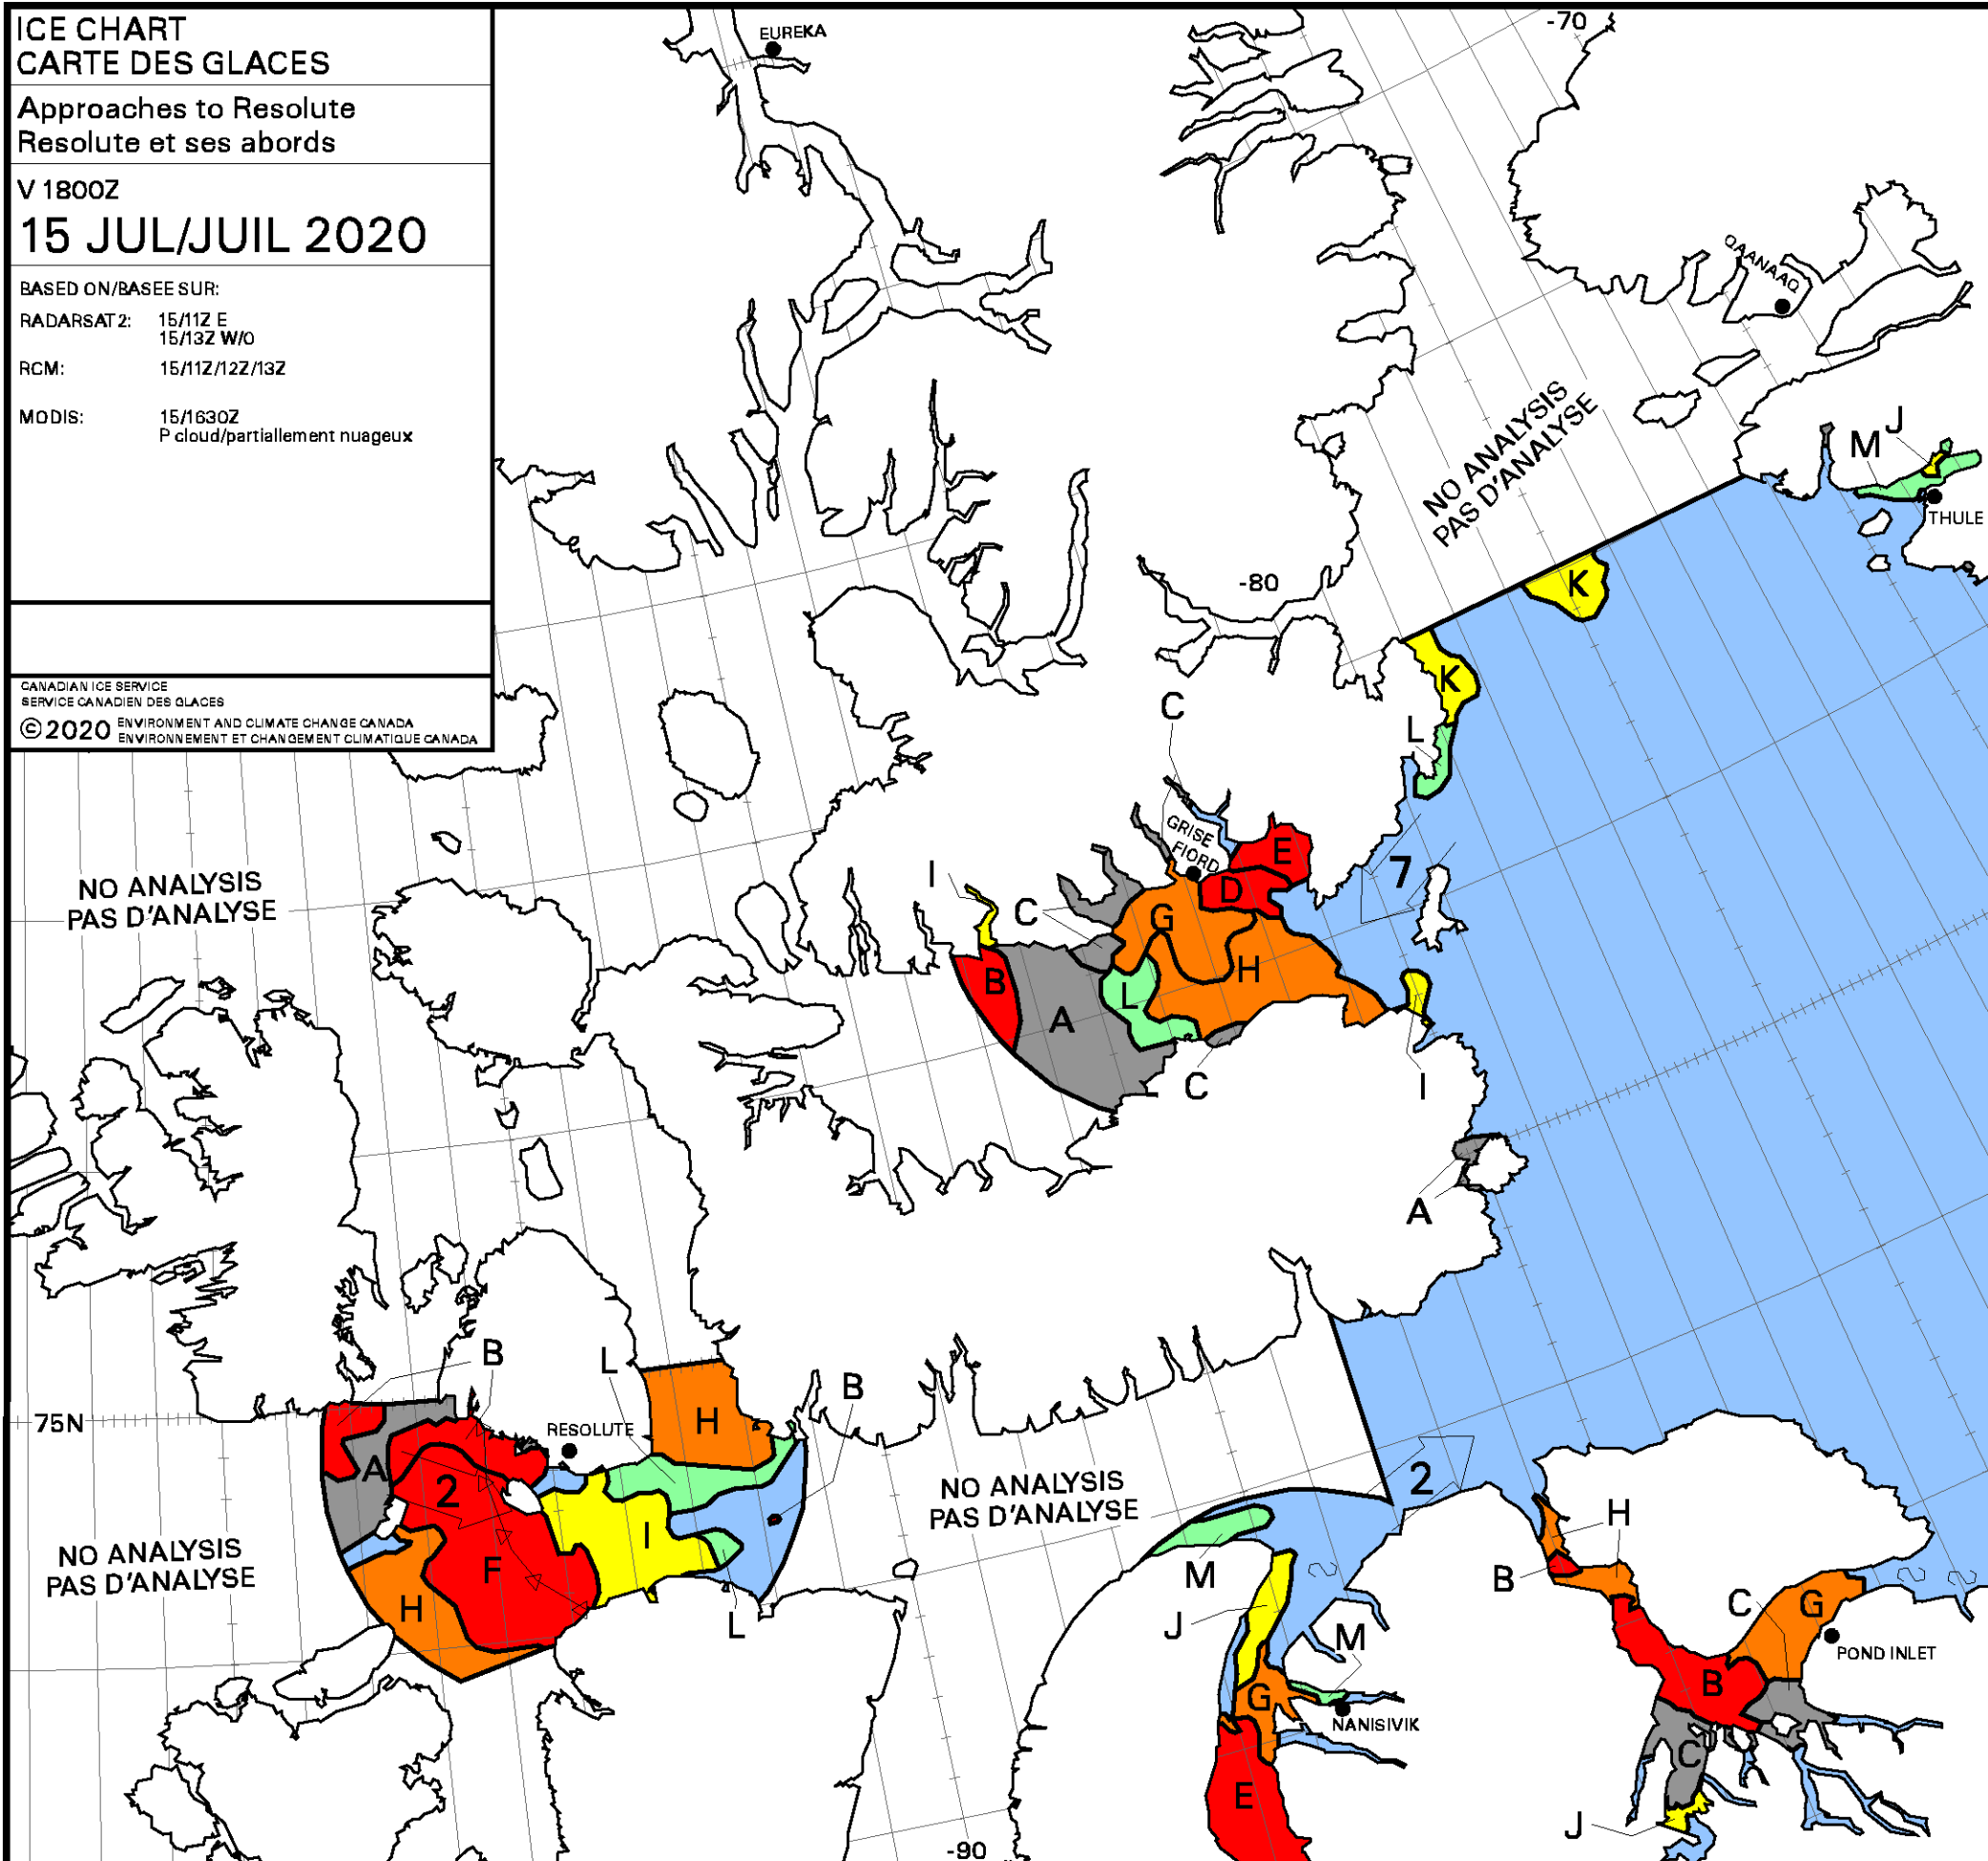 ICE CHART
CARTE DES GLACES
Approaches to Resolute
Resolute et ses abords
V 1800Z
15 JUL/JUIL 2020
BASED ON/BASEE SUR:
RADARSAT2: 15/11Z E
15/13Z W/O
RCM: 15/11Z/12Z/13Z
MODIS: 15/1630Z
P cloud/partiallement nuageux
CANADIAN ICE SERVICE
SERVICE CANADIEN DES GLACES
© 2020 ENVIRONMENT AND CLIMATE CHANGE CANADA
ENVIRONNEMENT ET CHANGEMENT CLIMATIQUE CANADA
EUREKA
-70
QAANAAQ
NO ANALYSIS
PAS D'ANALYSE
J
M
THULE
-80
K
K
L
C
GRISE
FIORD
E
7
D
I
C
G
H
B
L
A
C
I
A
NO ANALYSIS
PAS D'ANALYSE
75N
B
L
B
H
RESOLUTE
A
2
I
F
H
L
NO ANALYSIS
PAS D'ANALYSE
NO ANALYSIS
PAS D'ANALYSE
2
M
J
M
G
NANISIVIK
E
H
B
C
G
POND INLET
B
C
J
-90